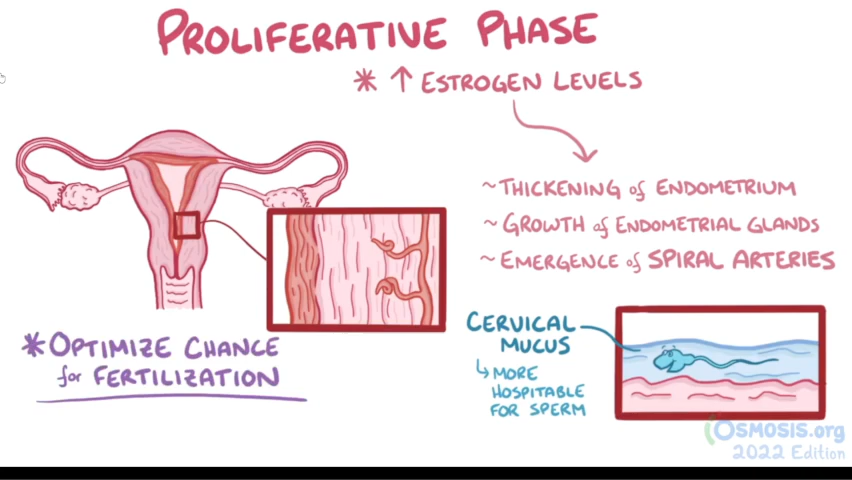 PROLIFERATIVE PHASE
* ↑ ESTROGEN LEVELS
~ THICKENING of ENDOMETRIUM
~ GROWTH of ENDOMETRIAL GLANDS
~ EMERGENCE of SPIRAL ARTERIES
* OPTIMIZE CHANCE
for FERTILIZATION
CERVICAL
MUCUS
↳ MORE
HOSPITABLE
FOR SPERM
OSMOSIS.org
2022 Edition